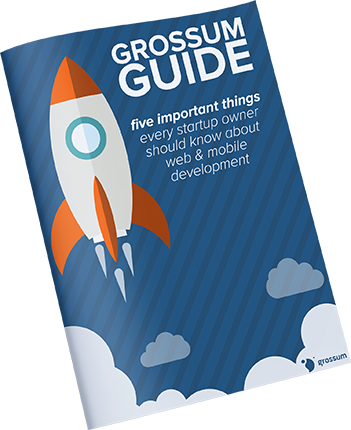 GROSSUM
GUIDE
five important things
every startup owner
should know about
web & mobile
development
grossum